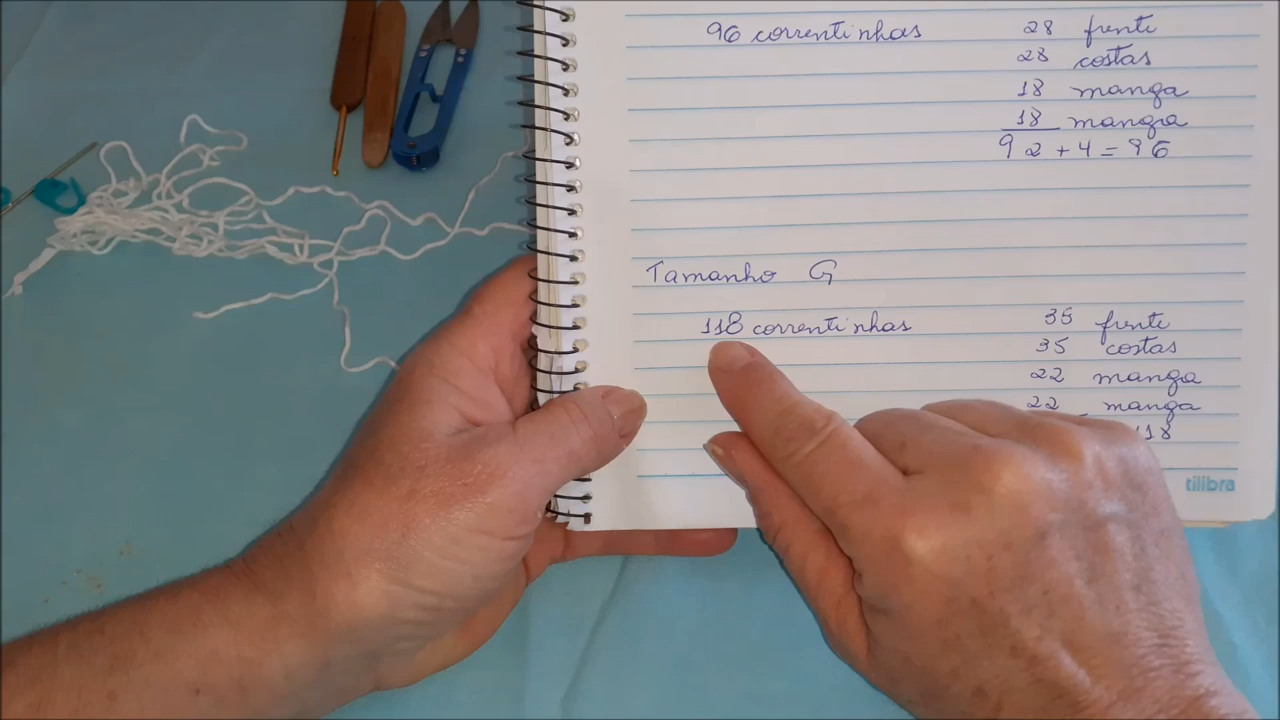 96 correntinhas 28 frente
28 costas
18 manga
18 manga
92 + 4 = 96
Tamanho G
118 correntinhas 35 frente
35 costas
22 manga
22 manga
118
tilibra